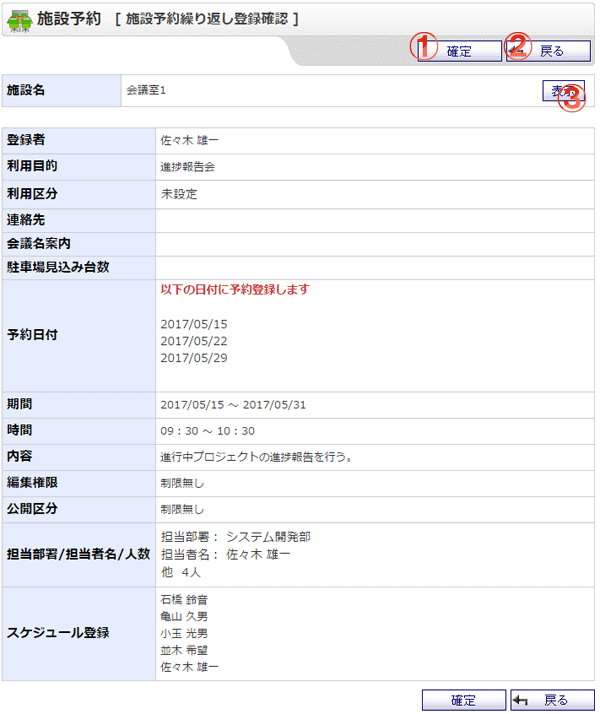 施設予約 [ 施設予約繰り返し登録確認 ]
① 確定 ② 戻る
施設名 会議室1 表示 ③
登録者 佐々木 雄一
利用目的 進捗報告会
利用区分 未設定
連絡先
会議名案内
駐車場見込み台数
以下の日付に予約登録します
予約日付
2017/05/15
2017/05/22
2017/05/29
期間 2017/05/15 ～ 2017/05/31
時間 09：30 ～ 10：30
内容 進行中プロジェクトの進捗報告を行う。
編集権限 制限無し
公開区分 制限無し
担当部署/担当者名/人数
担当部署： システム開発部
担当者名： 佐々木 雄一
他 4人
スケジュール登録
石橋 鈴音
亀山 久男
小玉 光男
並木 希望
佐々木 雄一
確定 戻る